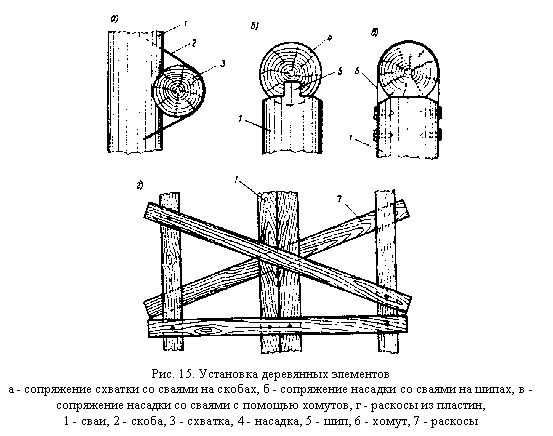 а) 1 б) в)
2 4
3 5 6
1 1
г) 1 7
Рис. 15. Установка деревянных элементов
а - сопряжение схватки со сваями на скобах, б - сопряжение насадки со сваями на шипах, в -
сопряжение насадки со сваями с помощью хомутов, г - раскосы из пластин,
1 - сваи, 2 - скоба, 3 - схватка, 4 - насадка, 5 - шип, 6 - хомут, 7 - раскосы